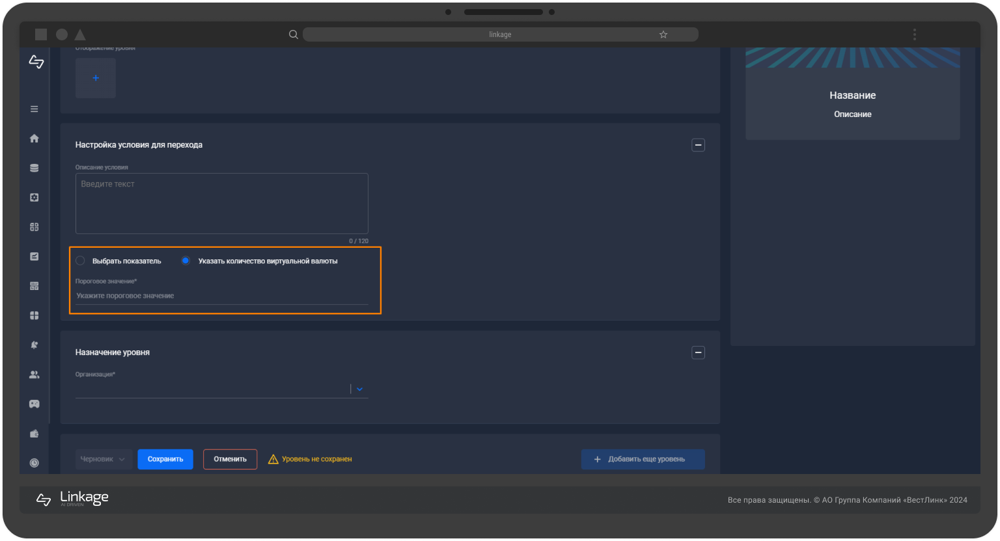 linkage
Отображение уровня
+
Название
Описание
Настройка условия для перехода
Описание условия
Введите текст
0 / 120
Выбрать показатель
Указать количество виртуальной валюты
Пороговое значение*
Укажите пороговое значение
Назначение уровня
Организация*
Черновик
Сохранить
Отменить
Уровень не сохранен
+ Добавить еще уровень
Linkage
AI DRIVEN
Все права защищены. © АО Группа Компаний «ВестЛинк» 2024